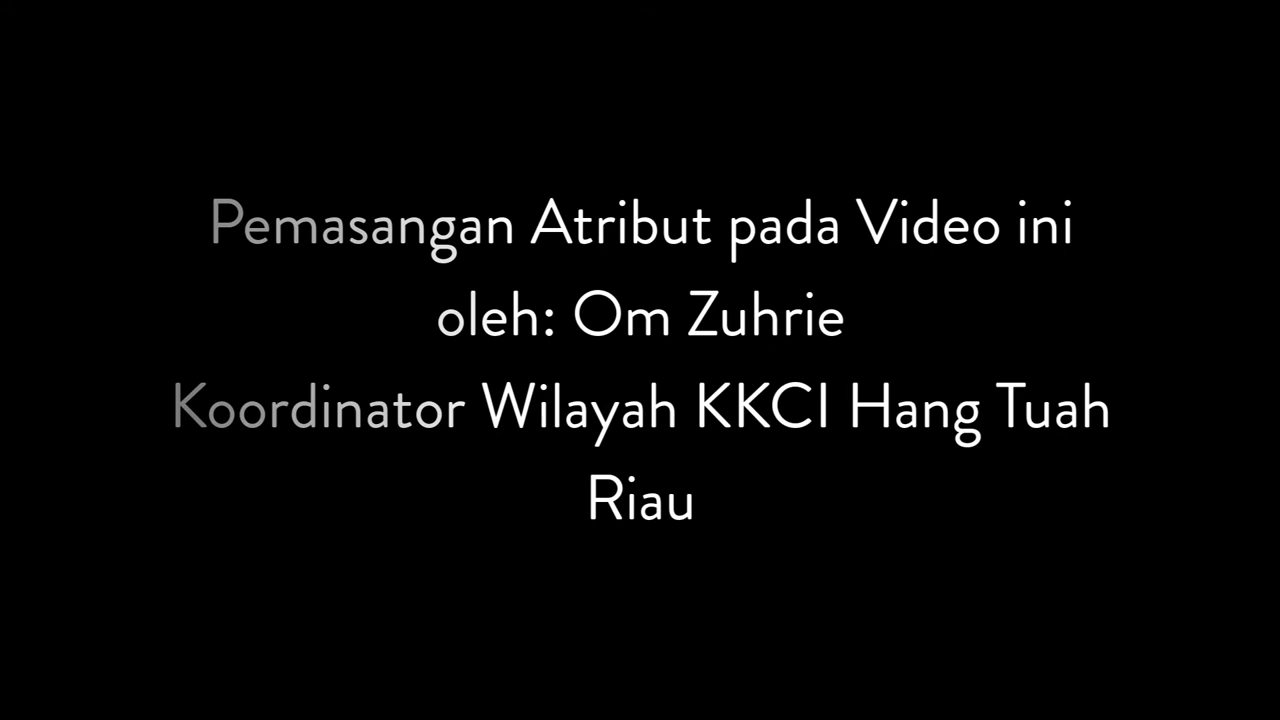 Pemasangan Atribut pada Video ini
oleh: Om Zuhrie
Koordinator Wilayah KKCI Hang Tuah
Riau